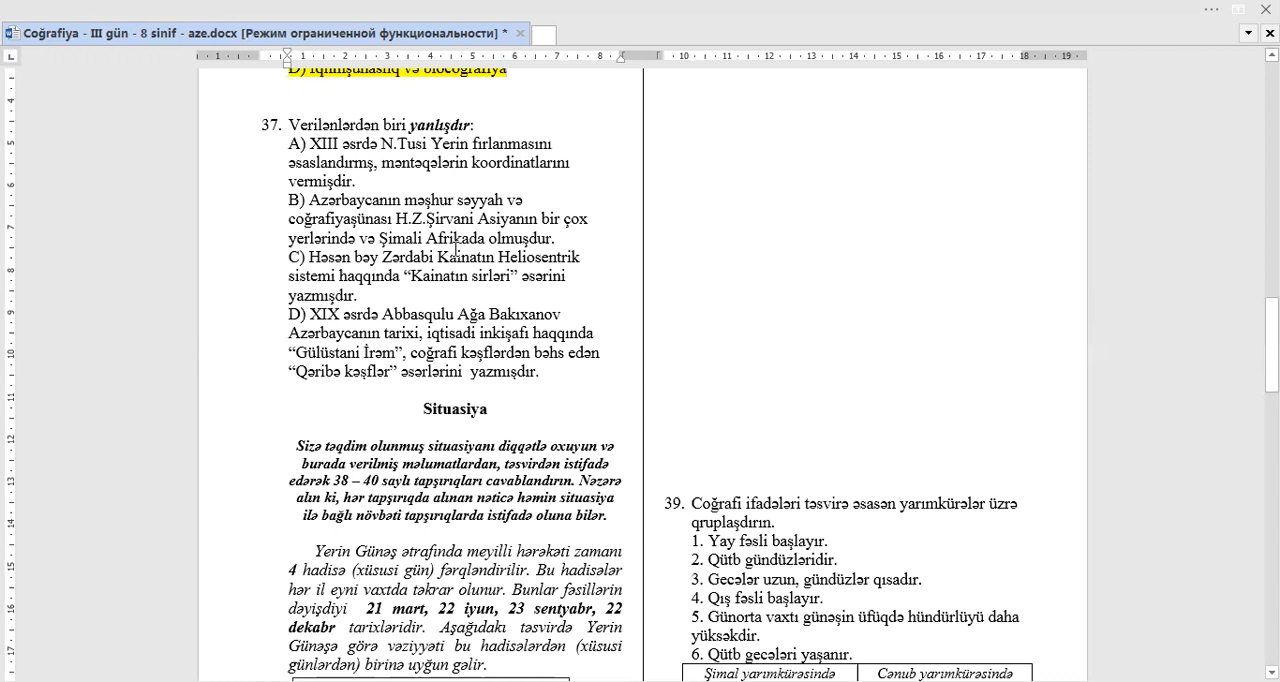 Coğrafiya - III gün - 8 sinif - aze.docx [Режим ограниченной функциональности] *
D) İqlimşünaslıq və biocoğrafiya
37. Verilənlərdən biri yanlışdır:
A) XIII əsrdə N.Tusi Yerin fırlanmasını
əsaslandırmş, məntəqələrin koordinatlarını
vermişdir.
B) Azərbaycanın məşhur səyyah və
coğrafiyaşünası H.Z.Şirvani Asiyanın bir çox
yerlərində və Şimali Afrikada olmuşdur.
C) Həsən bəy Zərdabi Kainatın Heliosentrik
sistemi haqqında “Kainatın sirləri” əsərini
yazmışdır.
D) XIX əsrdə Abbasqulu Ağa Bakıxanov
Azərbaycanın tarixi, iqtisadi inkişafı haqqında
“Gülüstani İrəm”, coğrafi kəşflərdən bəhs edən
“Qəribə kəşflər” əsərlərini yazmışdır.
Situasiya
Sizə təqdim olunmuş situasiyanı diqqətlə oxuyun və
burada verilmiş məlumatlardan, təsvirdən istifadə
edərək 38 – 40 saylı tapşırıqları cavablandırın. Nəzərə
alın ki, hər tapşırıqda alınan nəticə həmin situasiya
ilə bağlı növbəti tapşırıqlarda istifadə oluna bilər.
Yerin Günəş ətrafında meyilli hərəkəti zamanı
4 hadisə (xüsusi gün) fərqləndirilir. Bu hadisələr
hər il eyni vaxtda təkrar olunur. Bunlar fəsillərin
dəyişdiyi 21 mart, 22 iyun, 23 sentyabr, 22
dekabr tarixləridir. Aşağıdakı təsvirdə Yerin
Günəşə görə vəziyyəti bu hadisələrdən (xüsusi
günlərdən) birinə uyğun gəlir.
39. Coğrafi ifadələri təsvirə əsasən yarımkürələr üzrə
qruplaşdırın.
1. Yay fəsli başlayır.
2. Qütb gündüzləridir.
3. Gecələr uzun, gündüzlər qısadır.
4. Qış fəsli başlayır.
5. Günorta vaxtı günəşin üfüqdə hündürlüyü daha
yüksəkdir.
6. Qütb gecələri yaşanır.
Şimal yarımkürəsində Cənub yarımkürəsində